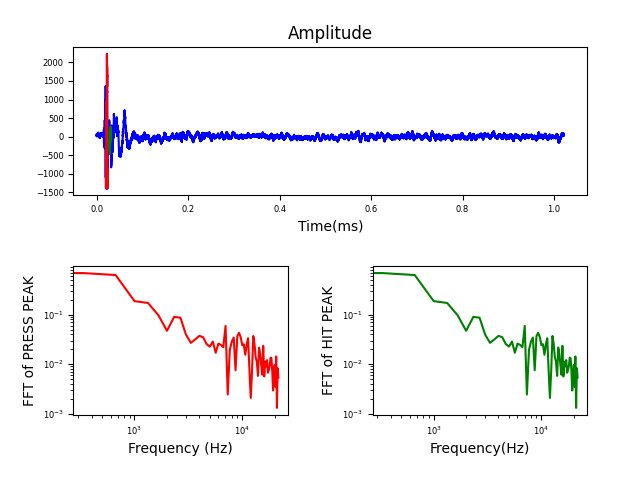 Amplitude
2000
1500
1000
500
0
−500
−1000
−1500
0.0 0.2 0.4 0.6 0.8 1.0
Time(ms)
FFT of PRESS PEAK
10⁻¹
10⁻²
10⁻³
10³ 10⁴
Frequency (Hz)
FFT of HIT PEAK
10⁻¹
10⁻²
10⁻³
10³ 10⁴
Frequency(Hz)